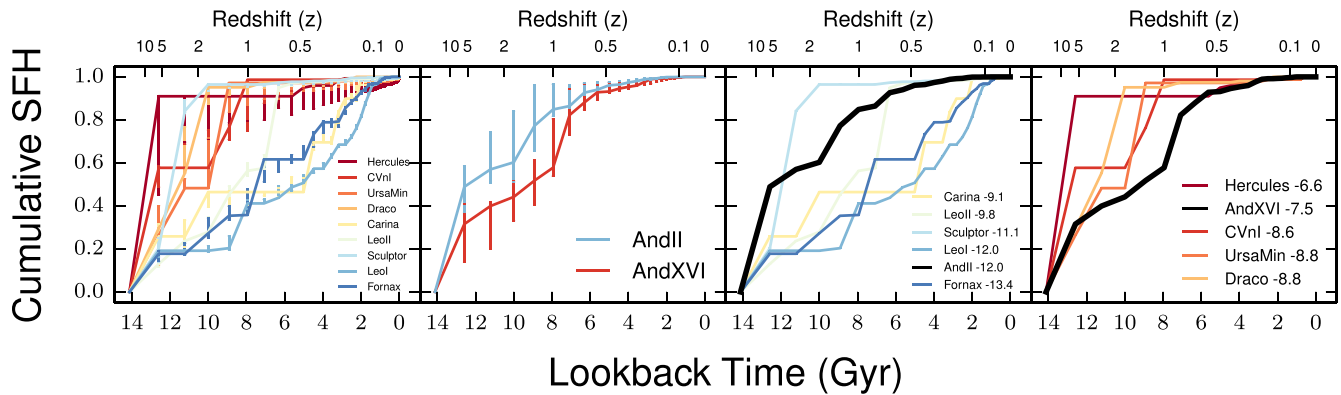 Redshift (z) Redshift (z) Redshift (z) Redshift (z)
10 5 2 1 0.5 0.1 0 10 5 2 1 0.5 0.1 0 10 5 2 1 0.5 0.1 0 10 5 2 1 0.5 0.1 0
Cumulative SFH
1.0
0.8
0.6
0.4
0.2
0.0
Hercules
CVnI
UrsaMin
Draco
Carina
LeoII
Sculptor
LeoI
Fornax
AndII
AndXVI
Carina -9.1
LeoII -9.8
Sculptor -11.1
LeoI -12.0
AndII -12.0
Fornax -13.4
Hercules -6.6
AndXVI -7.5
CVnI -8.6
UrsaMin -8.8
Draco -8.8
14 12 10 8 6 4 2 0 14 12 10 8 6 4 2 0 14 12 10 8 6 4 2 0 14 12 10 8 6 4 2 0
Lookback Time (Gyr)